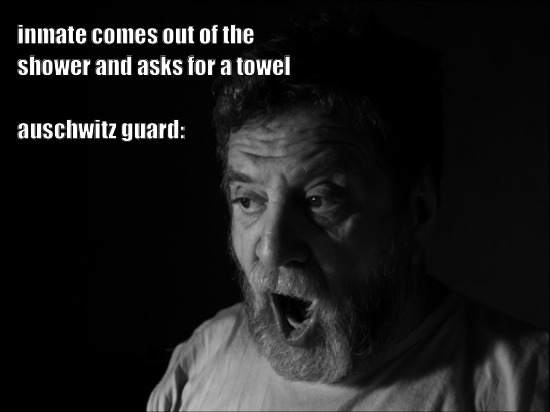 inmate comes out of the
shower and asks for a towel
auschwitz guard: